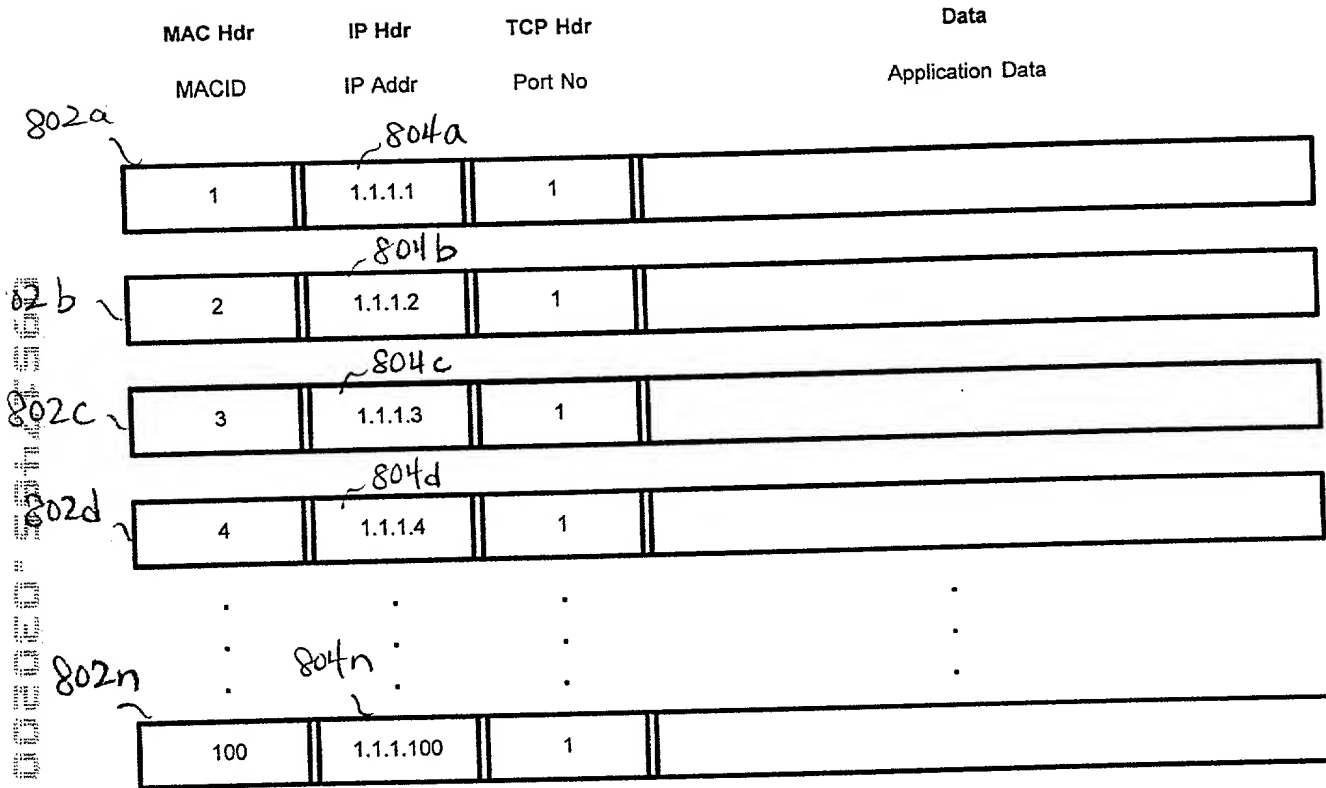 MAC Hdr IP Hdr TCP Hdr Data
MACID IP Addr Port No Application Data
802a
804a
1 1.1.1.1 1
804b
02b
2 1.1.1.2 1
804c
802c
3 1.1.1.3 1
804d
802d
4 1.1.1.4 1
802n
804n
100 1.1.1.100 1